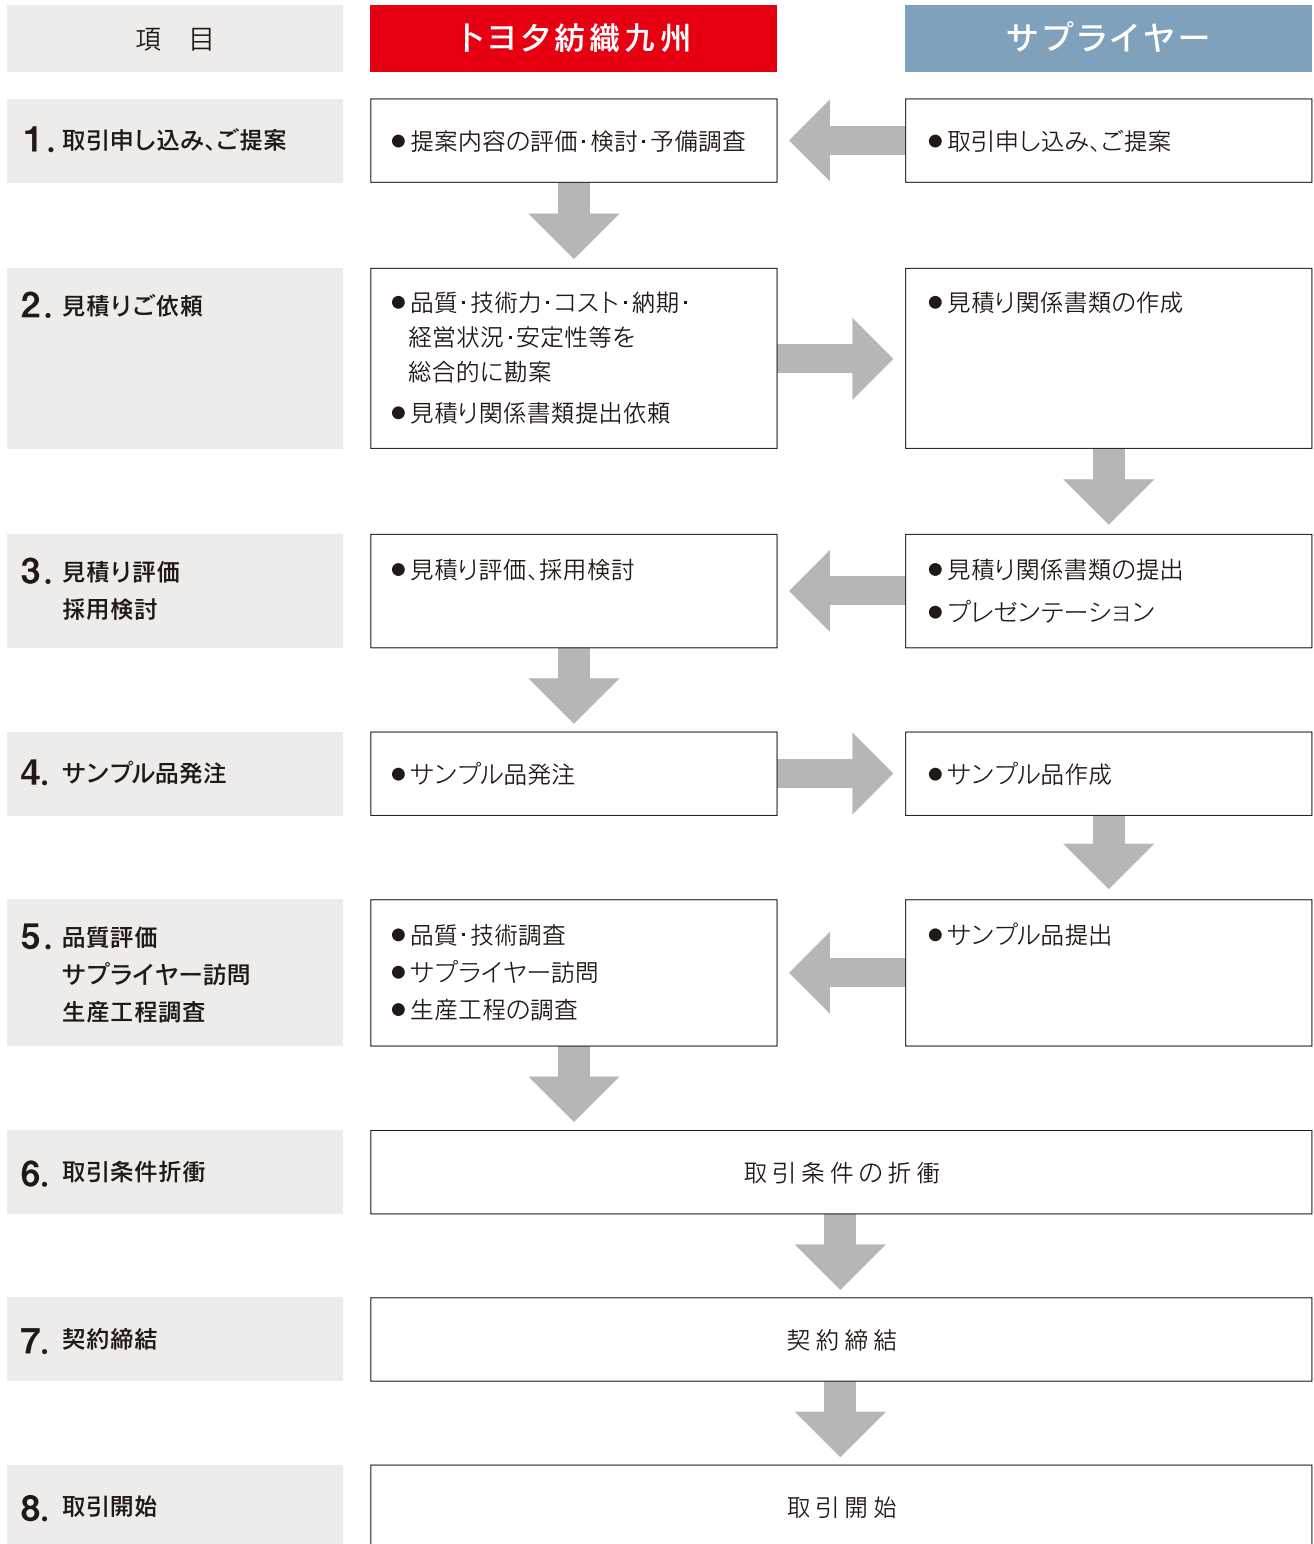 項　目
トヨタ紡織九州
サプライヤー
1. 取引申し込み、ご提案
●提案内容の評価・検討・予備調査
●取引申し込み、ご提案
2. 見積りご依頼
●品質・技術力・コスト・納期・
経営状況・安定性等を
総合的に勘案
●見積り関係書類提出依頼
●見積り関係書類の作成
3. 見積り評価
採用検討
●見積り評価、採用検討
●見積り関係書類の提出
●プレゼンテーション
4. サンプル品発注
●サンプル品発注
●サンプル品作成
5. 品質評価
サプライヤー訪問
生産工程調査
●品質・技術調査
●サプライヤー訪問
●生産工程の調査
●サンプル品提出
6. 取引条件折衝
取引条件の折衝
7. 契約締結
契約締結
8. 取引開始
取引開始